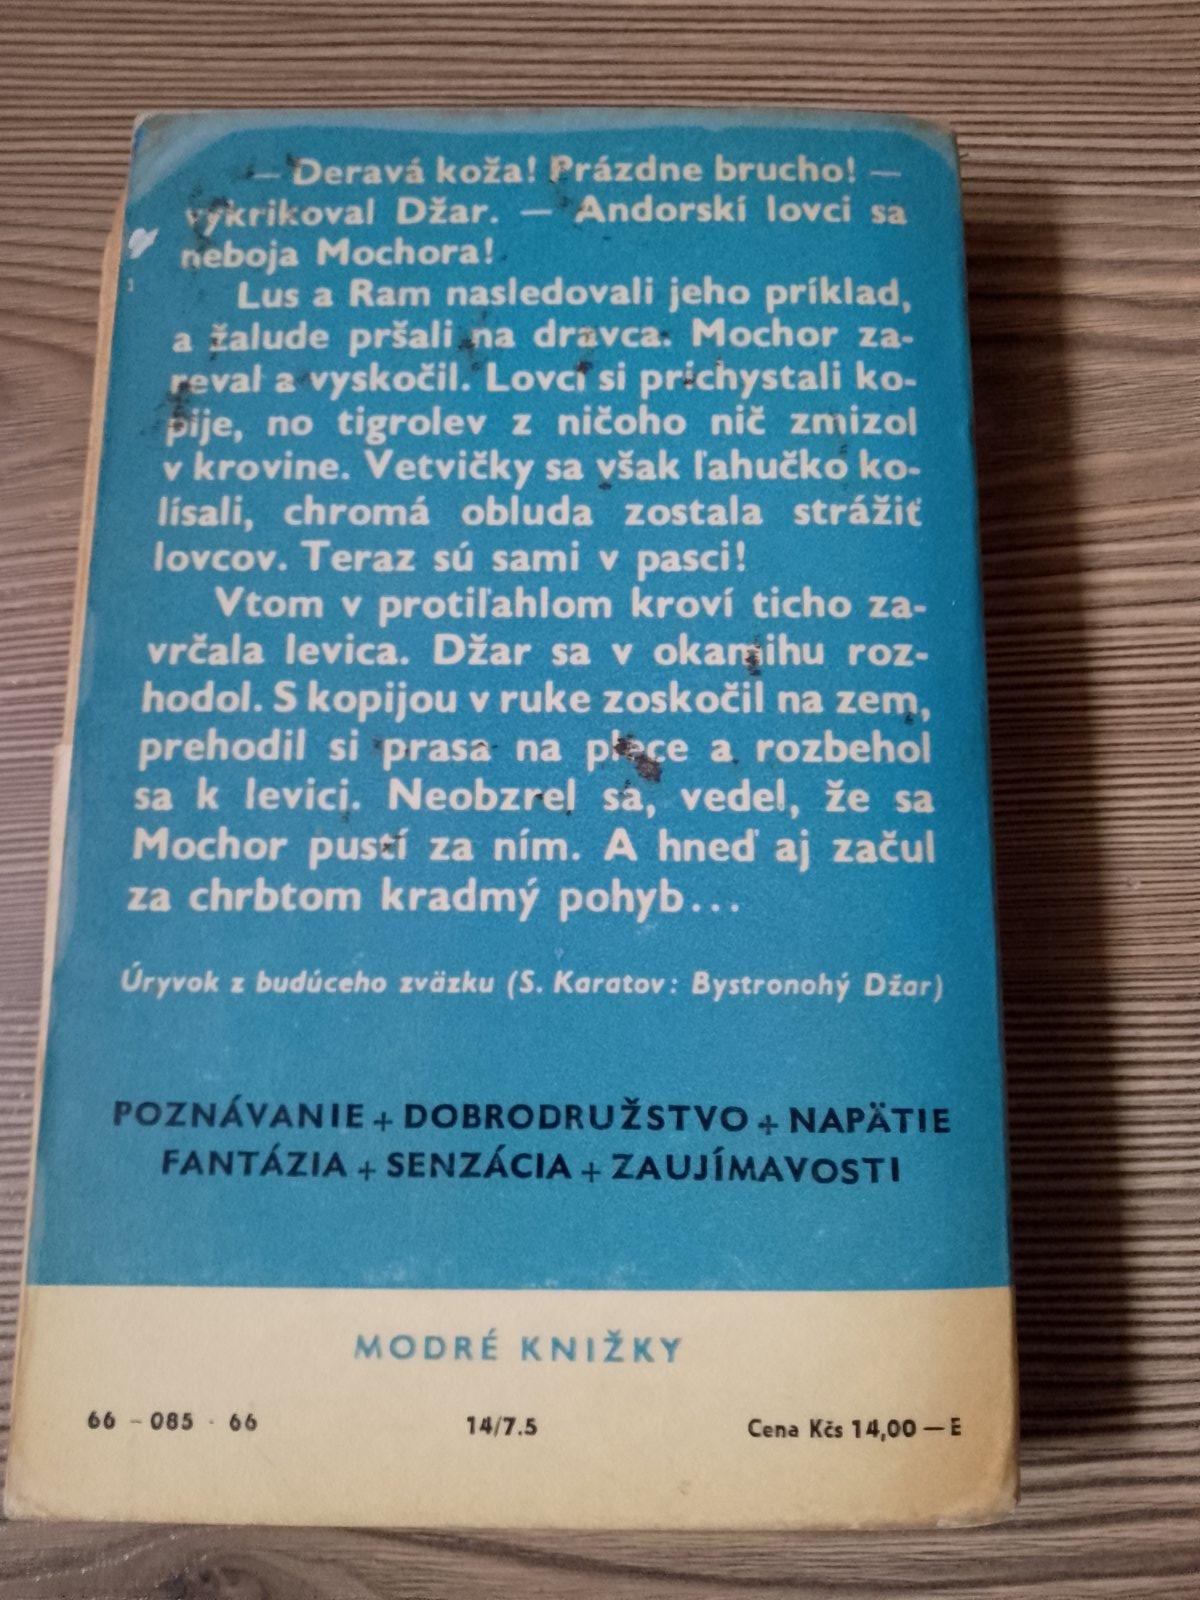 — Deravá koža! Prázdne brucho! —
vykrikoval Džar. — Andorskí lovci sa
neboja Mochora!
Lus a Ram nasledovali jeho príklad,
a žalude pršali na dravca. Mochor za-
reval a vyskočil. Lovci si prichystali ko-
pije, no tigrolev z ničoho nič zmizol
v krovine. Vetvičky sa však ľahučko ko-
lísali, chromá obluda zostala strážiť
lovcov. Teraz sú sami v pasci!
Vtom v protiľahlom kroví ticho za-
vrčala levica. Džar sa v okamihu roz-
hodol. S kopijou v ruke zoskočil na zem,
prehodil si prasa na plece a rozbehol
sa k levici. Neobzrel sa, vedel, že sa
Mochor pustí za ním. A hneď aj začul
za chrbtom kradmý pohyb...
Úryvok z budúceho zväzku (S. Karatov: Bystronohý Džar)
POZNÁVANIE + DOBRODRUŽSTVO + NAPÄTIE
FANTÁZIA + SENZÁCIA + ZAUJÍMAVOSTI
MODRÉ KNIŽKY
66 - 085 - 66 14/7.5 Cena Kčs 14,00 — E